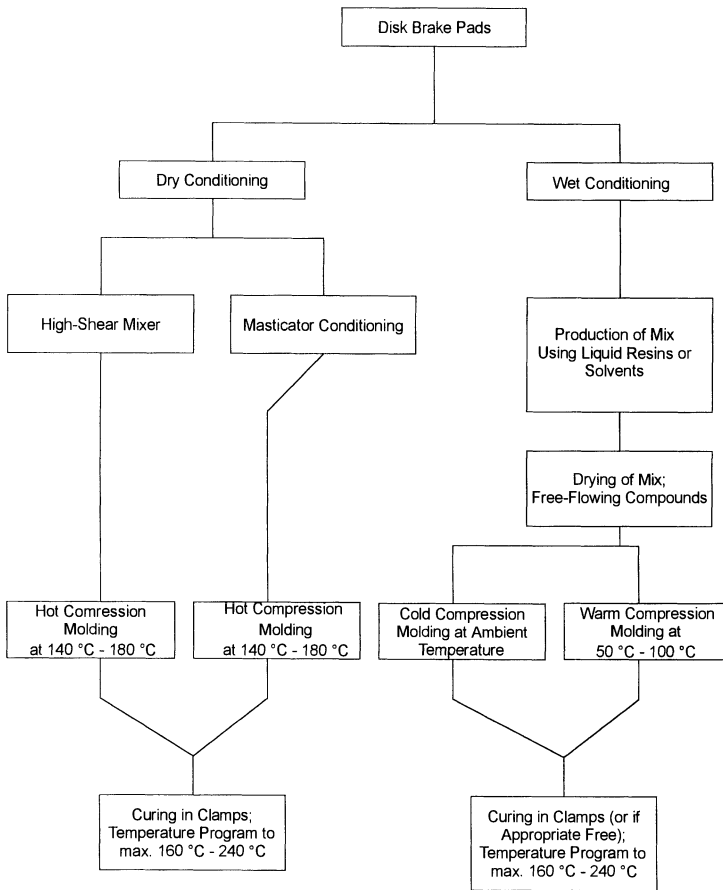 Disk Brake Pads
Dry Conditioning
Wet Conditioning
High-Shear Mixer
Masticator Conditioning
Production of Mix
Using Liquid Resins or
Solvents
Drying of Mix;
Free-Flowing Compounds
Hot Comression
Molding
at 140 °C - 180 °C
Hot Compression
Molding
at 140 °C - 180 °C
Cold Compression
Molding at Ambient
Temperature
Warm Compression
Molding at
50 °C - 100 °C
Curing in Clamps;
Temperature Program to
max. 160 °C - 240 °C
Curing in Clamps (or if
Appropriate Free);
Temperature Program to
max. 160 °C - 240 °C